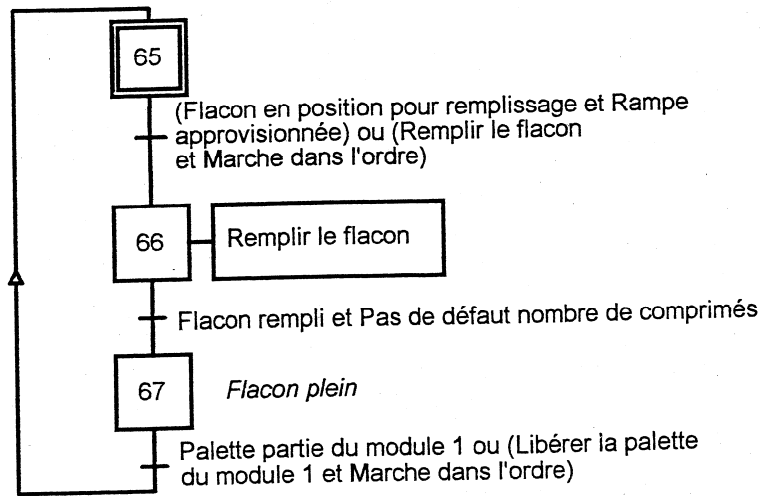 65
(Flacon en position pour remplissage et Rampe
approvisionnée) ou (Remplir le flacon
et Marche dans l'ordre)
66
Remplir le flacon
Flacon rempli et Pas de défaut nombre de comprimés
67
Flacon plein
Palette partie du module 1 ou (Libérer la palette
du module 1 et Marche dans l'ordre)